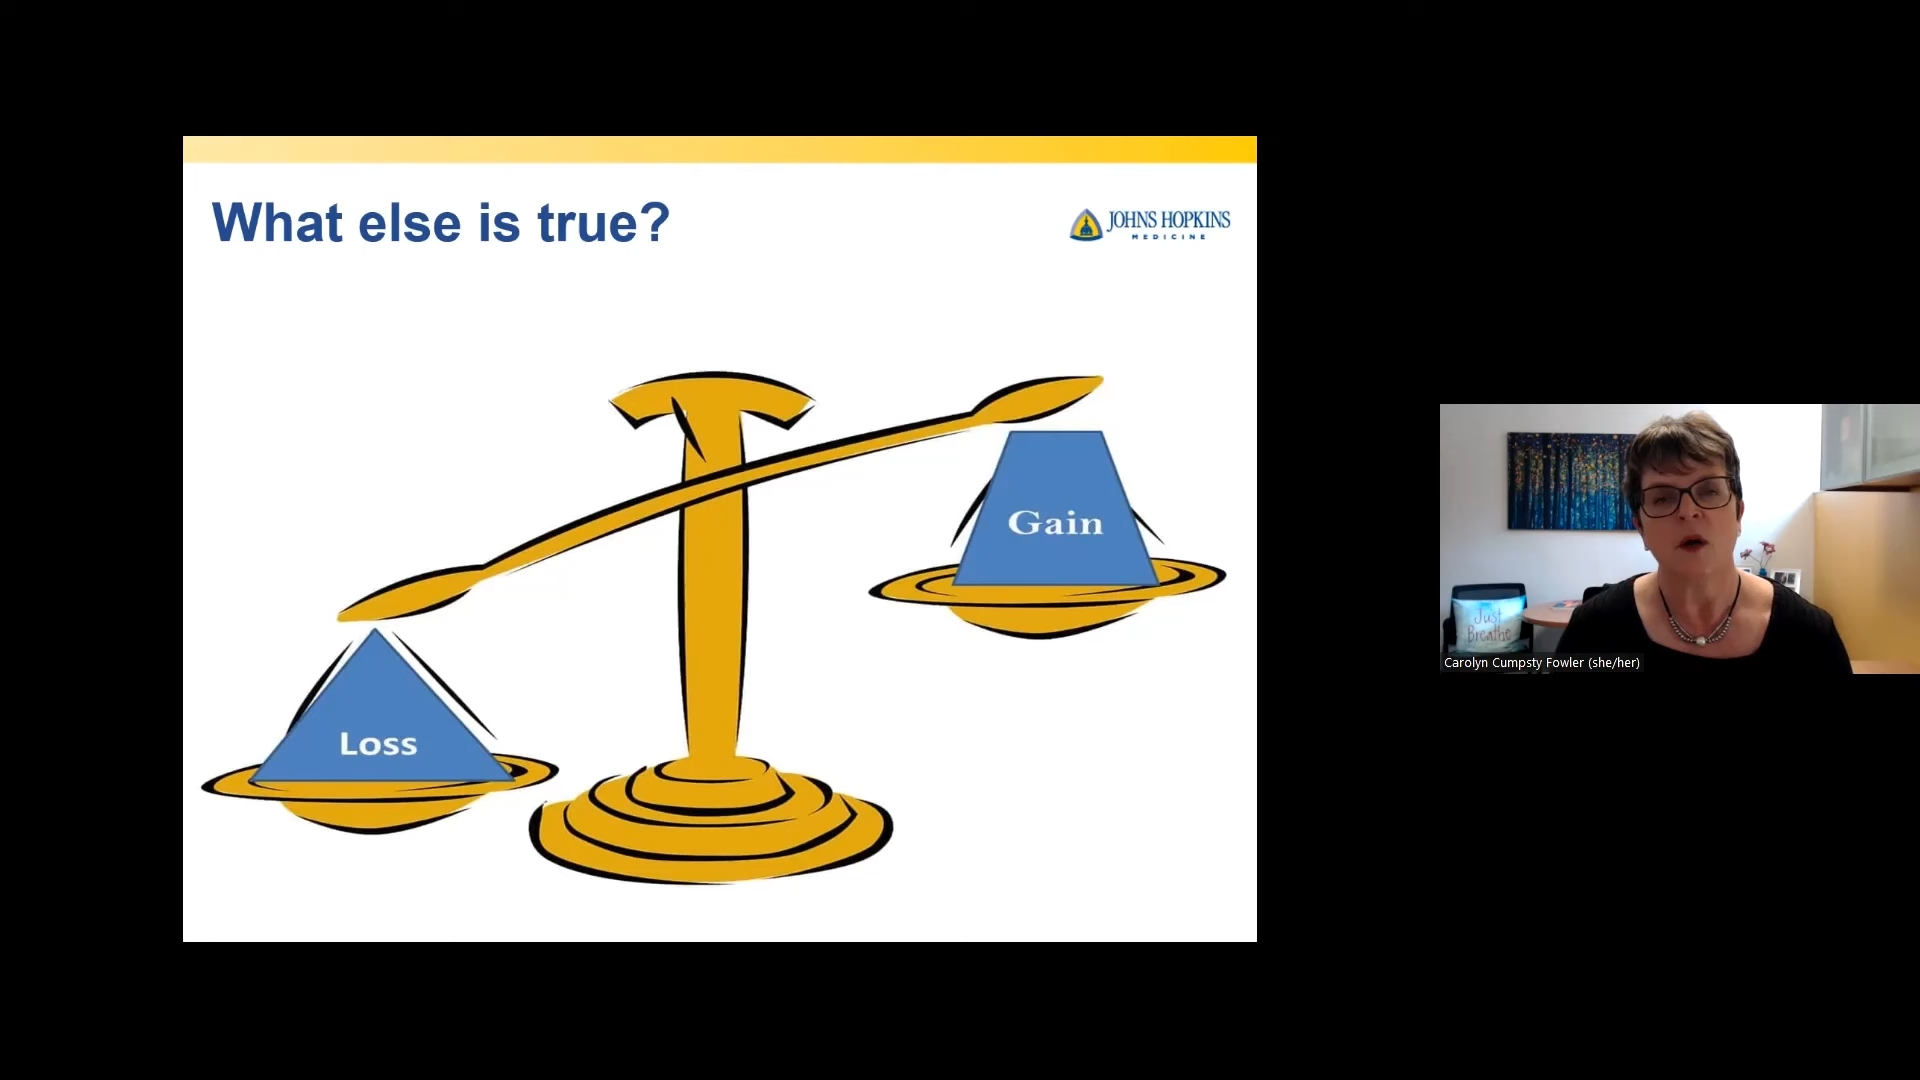 What else is true?
JOHNS HOPKINS
MEDICINE
Gain
Loss
Just
Breathe
Carolyn Cumpsty Fowler (she/her)